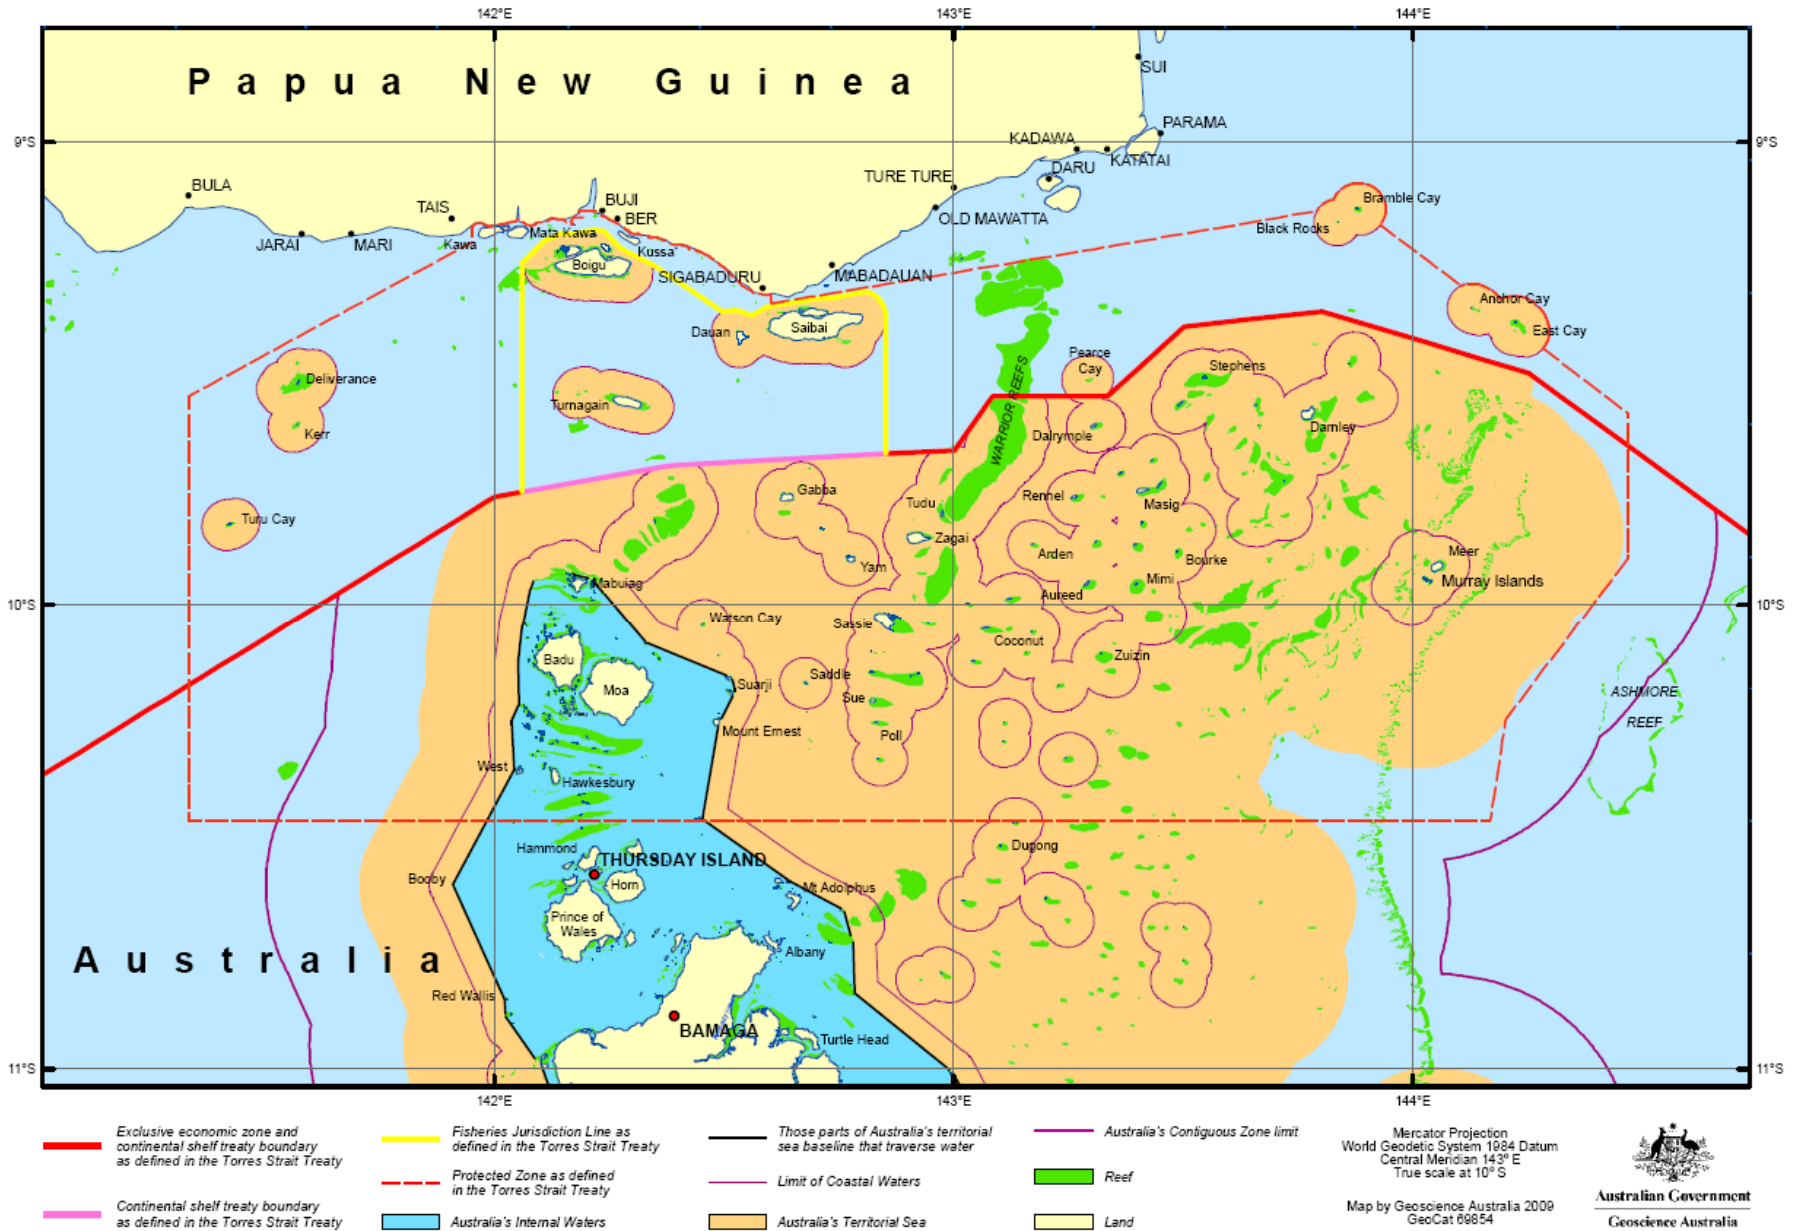 142°E
143°E
144°E
Papua New Guinea
SUI
PARAMA
9°S
KADAWA
9°S
KATATAI
DARU
TURE TURE
BULA
Bramble Cay
BUJI
TAIS
OLD MAWATTA
BER
Black Rocks
Mata Kawa
JARAI
MARI
Kawa
Kussa
Boigu
SIGABADURU
MABADAUAN
Anchor Cay
Saibai
Dauan
East Cay
Pearce
Cay
Stephens
Deliverance
WARRIOR REEFS
Turnagain
Darnley
Kerr
Dalrymple
Gabba
Rennel
Tudu
Masig
Turu Cay
Zagai
Arden
Meer
Bourke
Yam
Mimi
Murray Islands
Mabuiag
Aureed
10°S
10°S
Watson Cay
Sassie
Coconut
Badu
Zuizin
Saddle
Suarji
Moa
ASHMORE
REEF
Sue
Mount Ernest
Poll
West
Hawkesbury
Dugong
Hammond
THURSDAY ISLAND
Booby
Horn
Mt Adolphus
Prince of
Wales
Albany
Australia
Red Wallis
BAMAGA
Turtle Head
11°S
11°S
142°E
143°E
144°E
Exclusive economic zone and
continental shelf treaty boundary
as defined in the Torres Strait Treaty
Continental shelf treaty boundary
as defined in the Torres Strait Treaty
Fisheries Jurisdiction Line as
defined in the Torres Strait Treaty
Protected Zone as defined
in the Torres Strait Treaty
Australia's Internal Waters
Those parts of Australia's territorial
sea baseline that traverse water
Limit of Coastal Waters
Australia's Territorial Sea
Australia's Contiguous Zone limit
Reef
Land
Mercator Projection
World Geodetic System 1984 Datum
Central Meridian 143° E
True scale at 10° S
Map by Geoscience Australia 2009
GeoCat 69854
Australian Government
Geoscience Australia